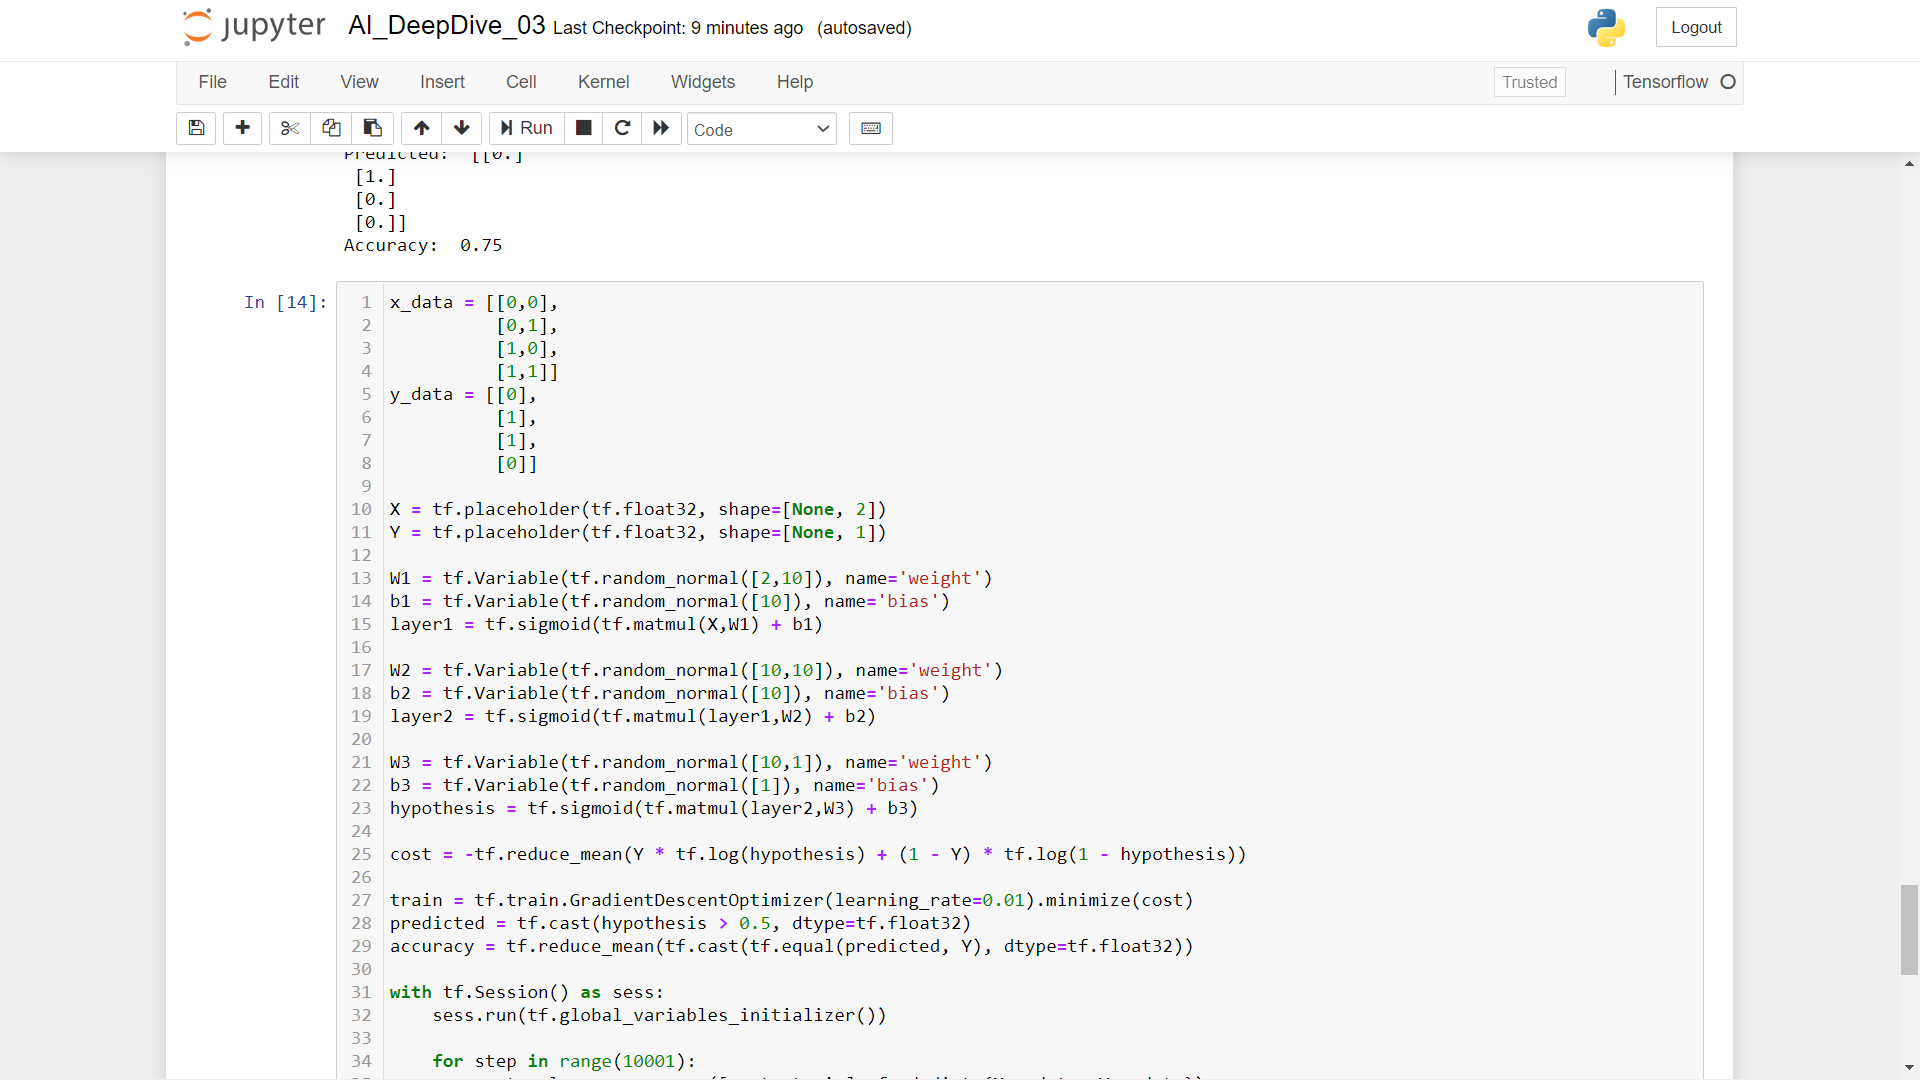 jupyter AI_DeepDive_03 Last Checkpoint: 9 minutes ago (autosaved) Logout
File Edit View Insert Cell Kernel Widgets Help Trusted Tensorflow
Run Code
Predicted: [[0.]
[1.]
[0.]
[0.]]
Accuracy: 0.75
In [14]:
1 x_data = [[0,0],
2 [0,1],
3 [1,0],
4 [1,1]]
5 y_data = [[0],
6 [1],
7 [1],
8 [0]]
9
10 X = tf.placeholder(tf.float32, shape=[None, 2])
11 Y = tf.placeholder(tf.float32, shape=[None, 1])
12
13 W1 = tf.Variable(tf.random_normal([2,10]), name='weight')
14 b1 = tf.Variable(tf.random_normal([10]), name='bias')
15 layer1 = tf.sigmoid(tf.matmul(X,W1) + b1)
16
17 W2 = tf.Variable(tf.random_normal([10,10]), name='weight')
18 b2 = tf.Variable(tf.random_normal([10]), name='bias')
19 layer2 = tf.sigmoid(tf.matmul(layer1,W2) + b2)
20
21 W3 = tf.Variable(tf.random_normal([10,1]), name='weight')
22 b3 = tf.Variable(tf.random_normal([1]), name='bias')
23 hypothesis = tf.sigmoid(tf.matmul(layer2,W3) + b3)
24
25 cost = -tf.reduce_mean(Y * tf.log(hypothesis) + (1 - Y) * tf.log(1 - hypothesis))
26
27 train = tf.train.GradientDescentOptimizer(learning_rate=0.01).minimize(cost)
28 predicted = tf.cast(hypothesis > 0.5, dtype=tf.float32)
29 accuracy = tf.reduce_mean(tf.cast(tf.equal(predicted, Y), dtype=tf.float32))
30
31 with tf.Session() as sess:
32 sess.run(tf.global_variables_initializer())
33
34 for step in range(10001):